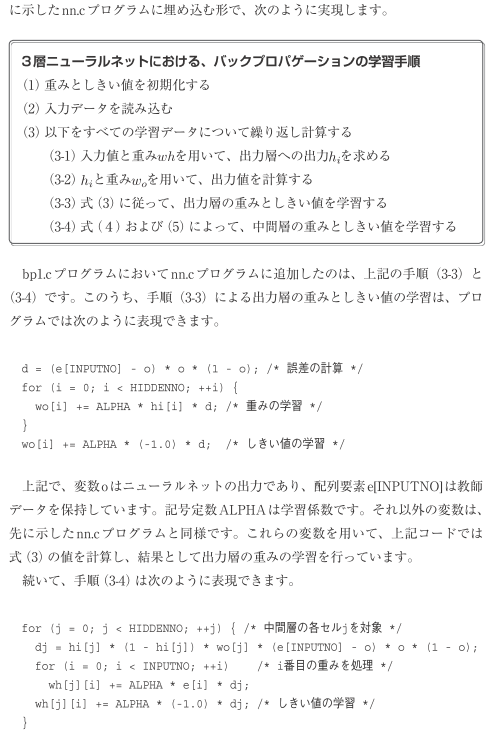 に示したnn.cプログラムに埋め込む形で、次のように実現します。
3層ニューラルネットにおける、バックプロパゲーションの学習手順
(1) 重みとしきい値を初期化する
(2) 入力データを読み込む
(3) 以下をすべての学習データについて繰り返し計算する
(3-1) 入力値と重みwhを用いて、出力層への出力hiを求める
(3-2) hiと重みwoを用いて、出力値を計算する
(3-3) 式(3)に従って、出力層の重みとしきい値を学習する
(3-4) 式(4)および(5)によって、中間層の重みとしきい値を学習する
bp1.cプログラムにおいてnn.cプログラムに追加したのは、上記の手順(3-3)と
(3-4)です。このうち、手順(3-3)による出力層の重みとしきい値の学習は、プロ
グラムでは次のように表現できます。
d = (e[INPUTNO] - o) * o * (1 - o); /* 誤差の計算 */
for (i = 0; i < HIDDENNO; ++i) {
wo[i] += ALPHA * hi[i] * d; /* 重みの学習 */
}
wo[i] += ALPHA * (-1.0) * d; /* しきい値の学習 */
上記で、変数oはニューラルネットの出力であり、配列要素e[INPUTNO]は教師
データを保持しています。記号定数ALPHAは学習係数です。それ以外の変数は、
先に示したnn.cプログラムと同様です。これらの変数を用いて、上記コードでは
式(3)の値を計算し、結果として出力層の重みの学習を行っています。
続いて、手順(3-4)は次のように表現できます。
for (j = 0; j < HIDDENNO; ++j) { /* 中間層の各セルjを対象 */
dj = hi[j] * (1 - hi[j]) * wo[j] * (e[INPUTNO] - o) * o * (1 - o);
for (i = 0; i < INPUTNO; ++i) /* i番目の重みを処理 */
wh[j][i] += ALPHA * e[i] * dj;
wh[j][i] += ALPHA * (-1.0) * dj; /* しきい値の学習 */
}